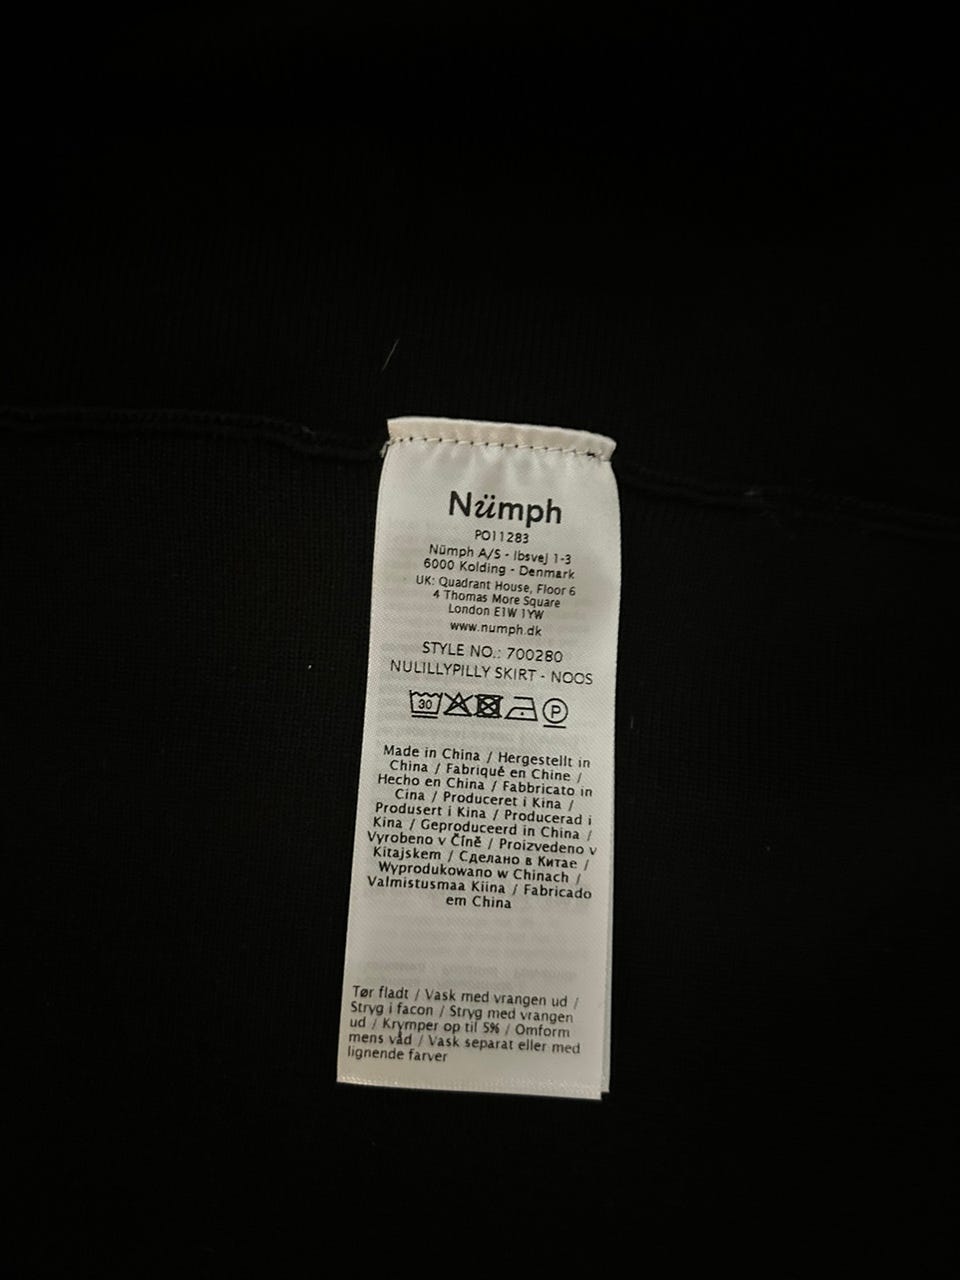 Nümph
PO11283
Nümph A/S - Ibsvej 1-3
6000 Kolding - Denmark
UK: Quadrant House, Floor 6
4 Thomas More Square
London E1W 1YW
www.numph.dk
STYLE NO.: 700280
NULILLYPILLY SKIRT - NOOS
30 P
Made in China / Hergestellt in
China / Fabriqué en Chine /
Hecho en China / Fabbricato in
Cina / Produceret i Kina /
Produsert i Kina / Producerad i
Kina / Geproduceerd in China /
Vyrobeno v Číně / Proizvedeno v
Kitajskem / Сделано в Китае /
Wyprodukowano w Chinach /
Valmistusmaa Kiina / Fabricado
em China
Tør fladt / Vask med vrangen ud /
Stryg i facon / Stryg med vrangen
ud / Krymper op til 5% / Omform
mens våd / Vask separat eller med
lignende farver